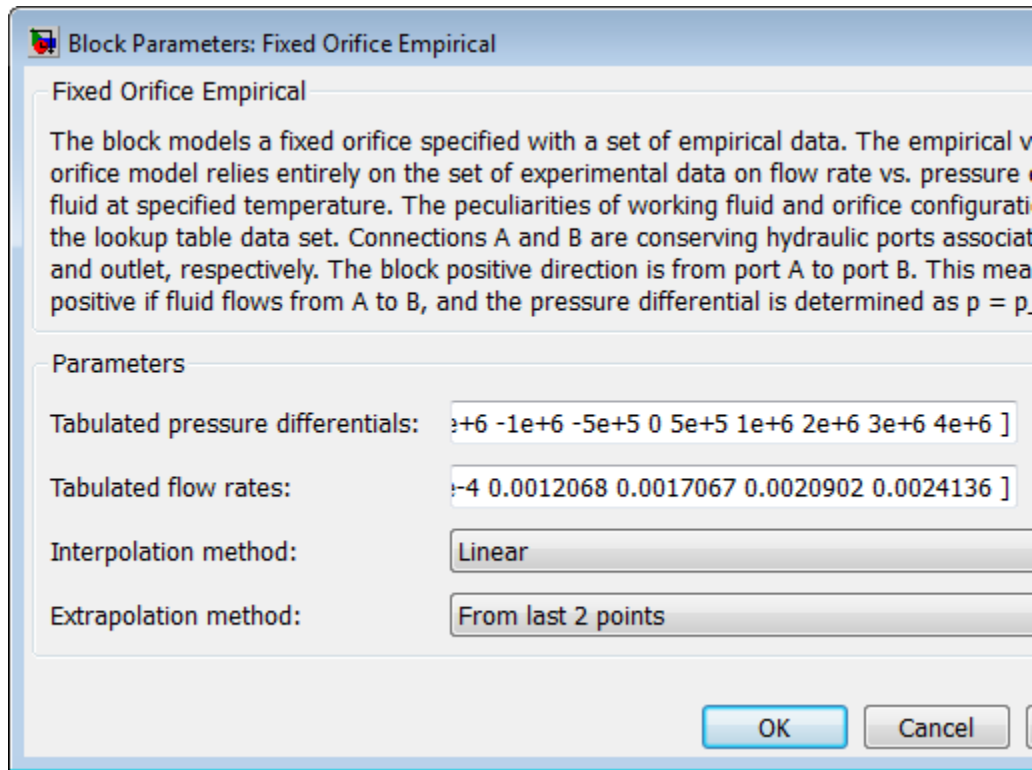 Block Parameters: Fixed Orifice Empirical
Fixed Orifice Empirical
The block models a fixed orifice specified with a set of empirical data. The empirical
orifice model relies entirely on the set of experimental data on flow rate vs. pressure
fluid at specified temperature. The peculiarities of working fluid and orifice
the lookup table data set. Connections A and B are conserving hydraulic ports
and outlet, respectively. The block positive direction is from port A to port B. This
positive if fluid flows from A to B, and the pressure differential is determined as p =
Parameters
Tabulated pressure differentials: e+6 -1e+6 -5e+5 0 5e+5 1e+6 2e+6 3e+6 4e+6 ]
Tabulated flow rates: -4 0.0012068 0.0017067 0.0020902 0.0024136 ]
Interpolation method: Linear
Extrapolation method: From last 2 points
OK Cancel